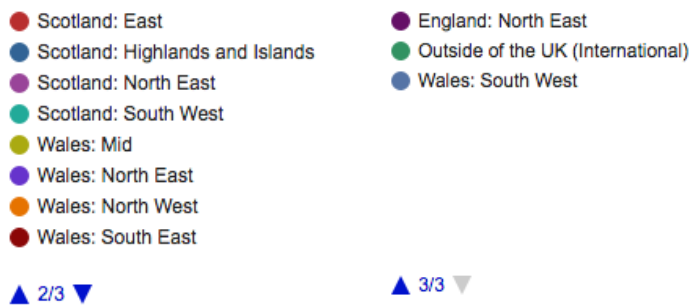 Scotland: East
Scotland: Highlands and Islands
Scotland: North East
Scotland: South West
Wales: Mid
Wales: North East
Wales: North West
Wales: South East
2/3
England: North East
Outside of the UK (International)
Wales: South West
3/3